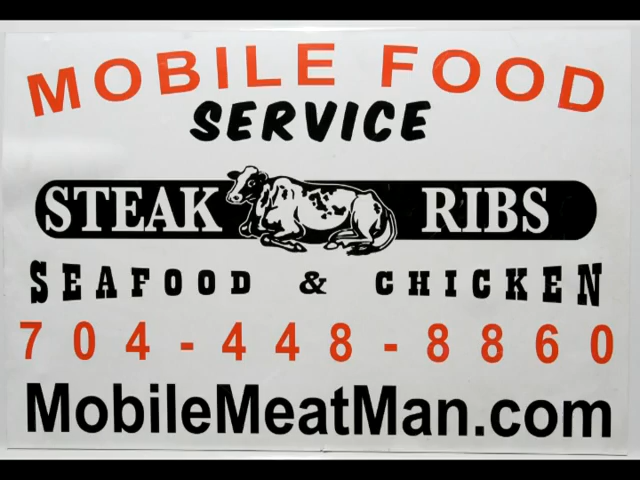 MOBILE FOOD
SERVICE
STEAK RIBS
SEAFOOD & CHICKEN
704-448-8860
MobileMeatMan.com